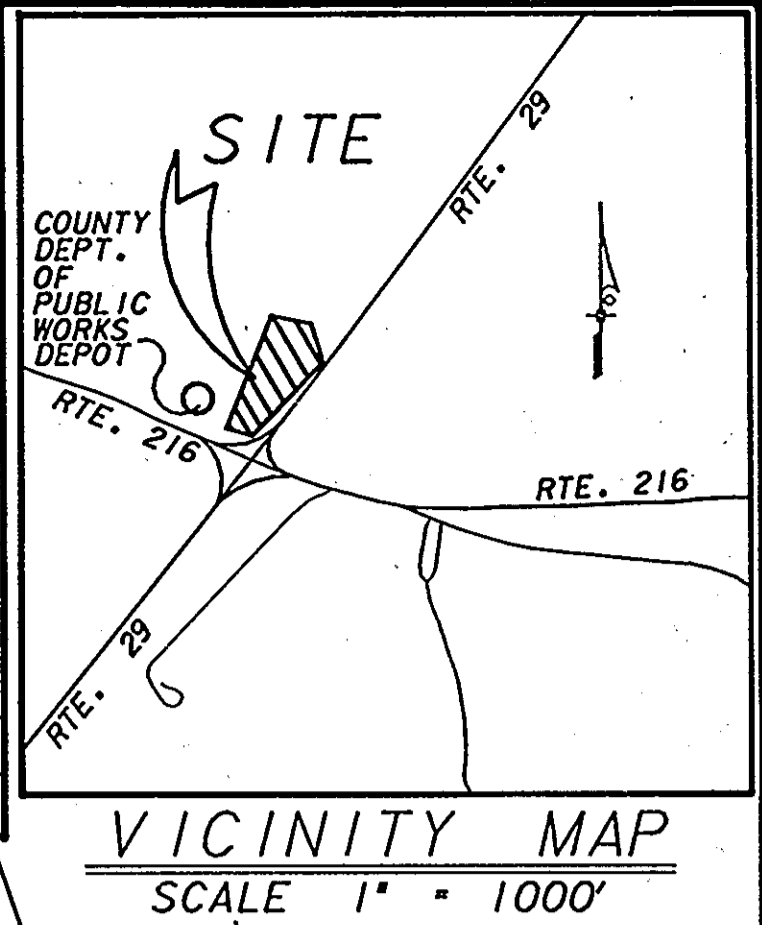 SITE
RTE. 29
COUNTY
DEPT.
OF
PUBLIC
WORKS
DEPOT
RTE. 216
RTE. 216
RTE. 29
VICINITY MAP
SCALE 1" = 1000'